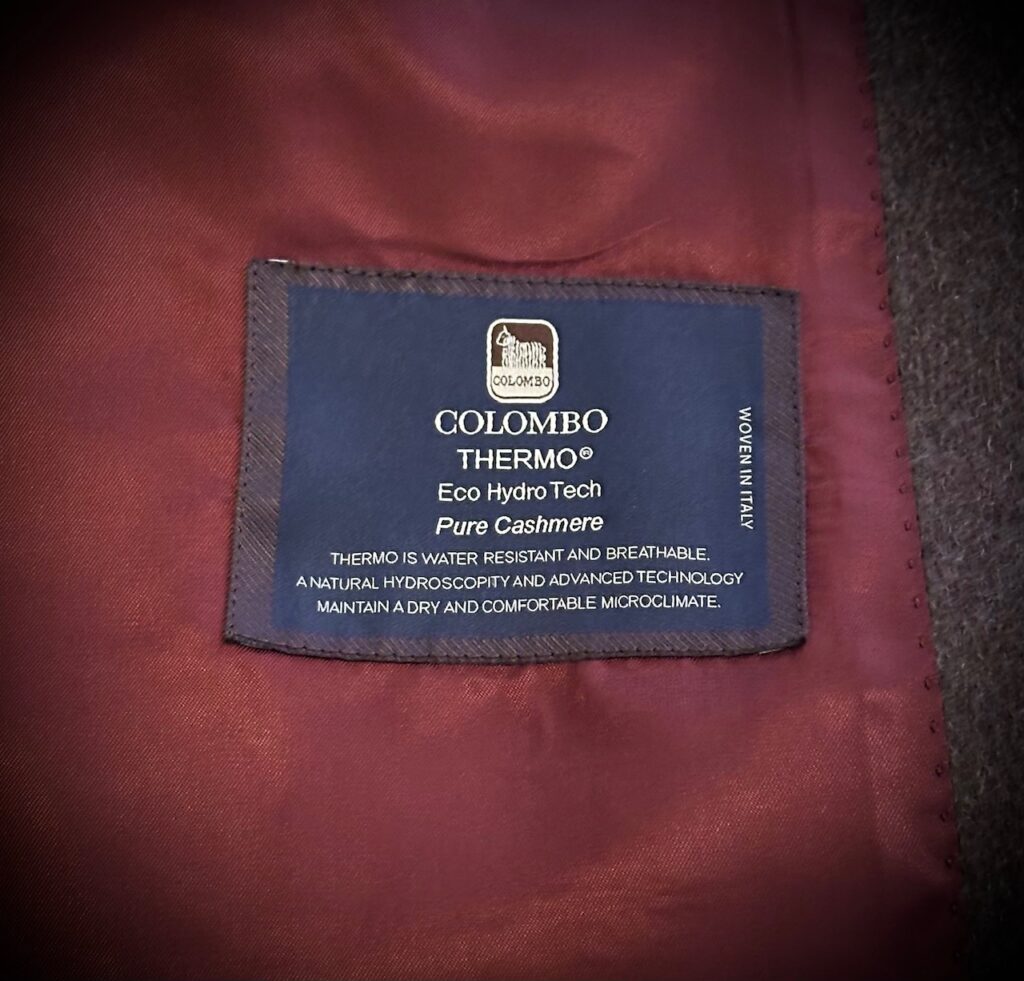 COLOMBO
COLOMBO
THERMO®
Eco Hydro Tech
Pure Cashmere
THERMO IS WATER RESISTANT AND BREATHABLE.
A NATURAL HYDROSCOPITY AND ADVANCED TECHNOLOGY
MAINTAIN A DRY AND COMFORTABLE MICROCLIMATE.
WOVEN IN ITALY